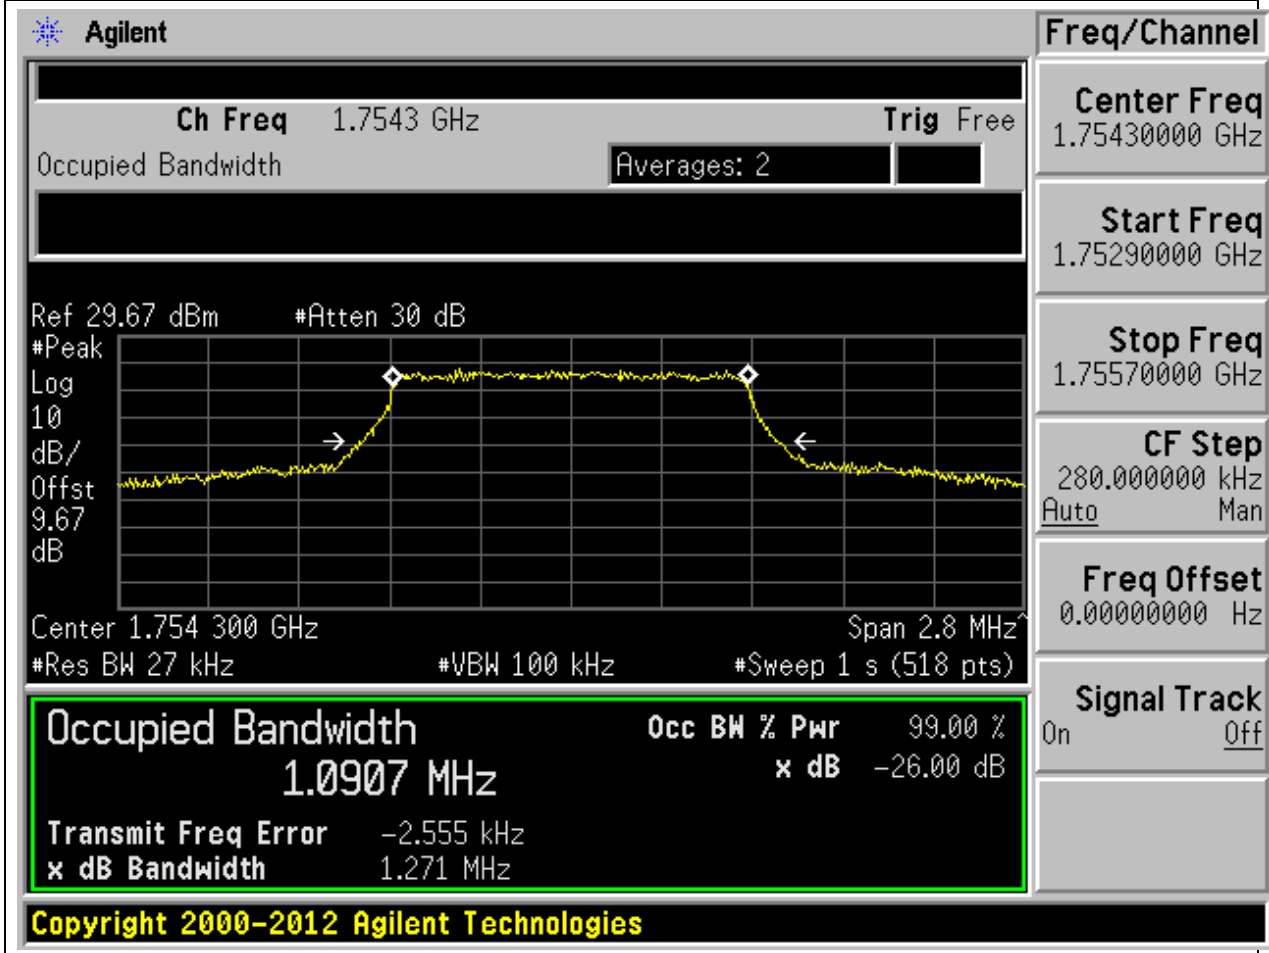 Agilent
Freq/Channel
Ch Freq 1.7543 GHz Trig Free
Occupied Bandwidth Averages: 2
Center Freq
1.75430000 GHz
Start Freq
1.75290000 GHz
Stop Freq
1.75570000 GHz
CF Step
280.000000 kHz
Auto Man
Freq Offset
0.00000000 Hz
Signal Track
On Off
Ref 29.67 dBm #Atten 30 dB
#Peak
Log
10
dB/
Offst
9.67
dB
Center 1.754 300 GHz Span 2.8 MHz^
#Res BW 27 kHz #VBW 100 kHz #Sweep 1 s (518 pts)
Occupied Bandwidth Occ BW % Pwr 99.00 %
1.0907 MHz x dB -26.00 dB
Transmit Freq Error -2.555 kHz
x dB Bandwidth 1.271 MHz
Copyright 2000-2012 Agilent Technologies